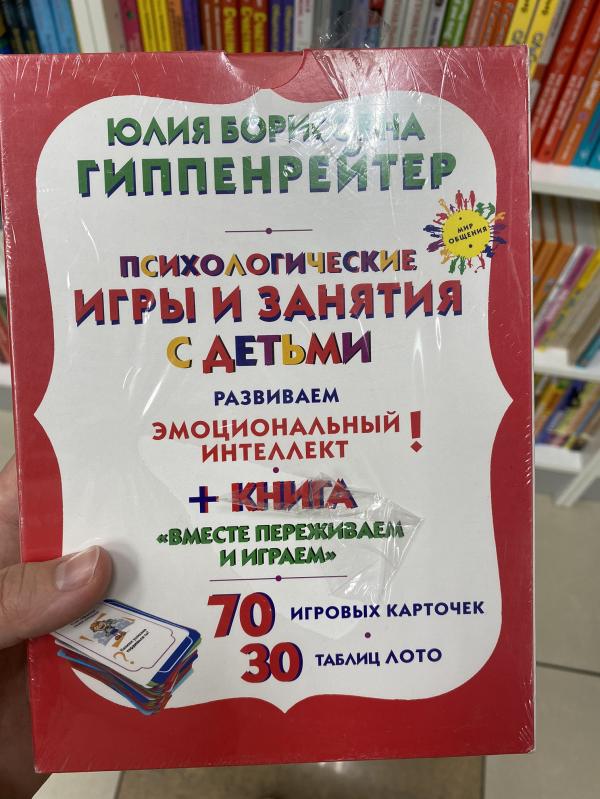 ЮЛИЯ БОРИСОВНА
ГИППЕНРЕЙТЕР
МИР
ОБЩЕНИЯ
ПСИХОЛОГИЧЕСКИЕ
ИГРЫ И ЗАНЯТИЯ
С ДЕТЬМИ
РАЗВИВАЕМ
ЭМОЦИОНАЛЬНЫЙ
ИНТЕЛЛЕКТ!
+ КНИГА
«ВМЕСТЕ ПЕРЕЖИВАЕМ
И ИГРАЕМ»
70 ИГРОВЫХ КАРТОЧЕК
30 ТАБЛИЦ ЛОТО